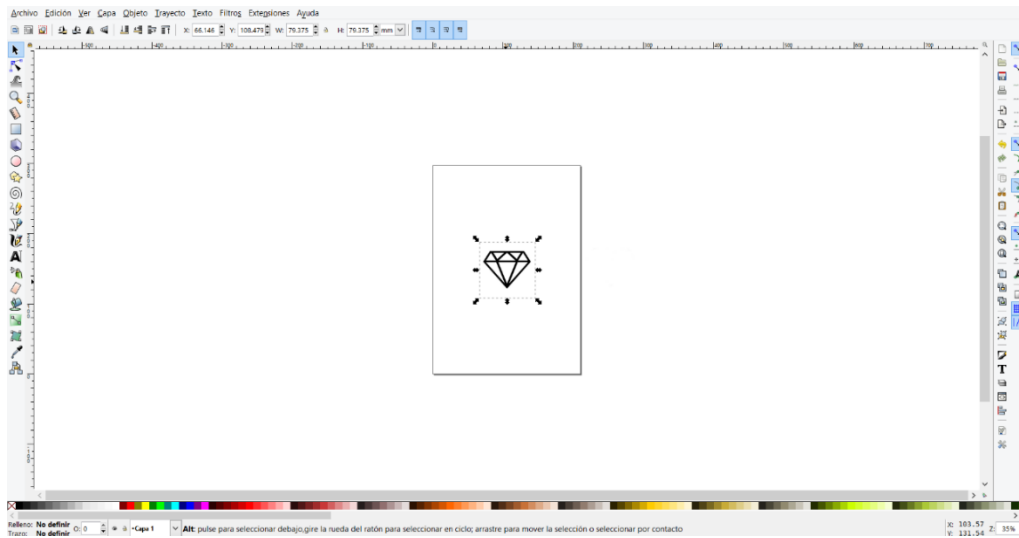 Archivo Edición Ver Capa Objeto Trayecto Texto Filtros Extensiones Ayuda
X: 66.146 Y: 108.479 W: 79.375 H: 79.375 mm
Relleno: No definir O: 0 -Capa 1 Alt: pulse para seleccionar debajo,gire la rueda del ratón para seleccionar en ciclo; arrastre para mover la selección o seleccionar por contacto X: 103.57 Z: 35%
Trazo: No definir Y: 131.54